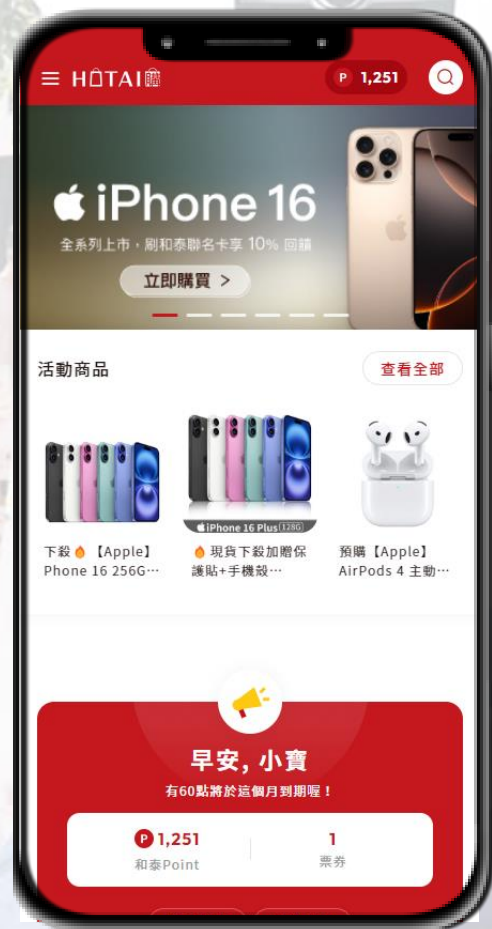 HOTAI購
P 1,251
iPhone 16
全系列上市，刷和泰聯名卡享 10% 回饋
立即購買 >
活動商品
查看全部
iPhone 16 Plus 128G
下殺🔥【Apple】
Phone 16 256G…
🔥現貨下殺加贈保
護貼+手機殼…
預購【Apple】
AirPods 4 主動…
早安, 小寶
有60點將於這個月到期喔！
P 1,251
和泰Point
1
票券